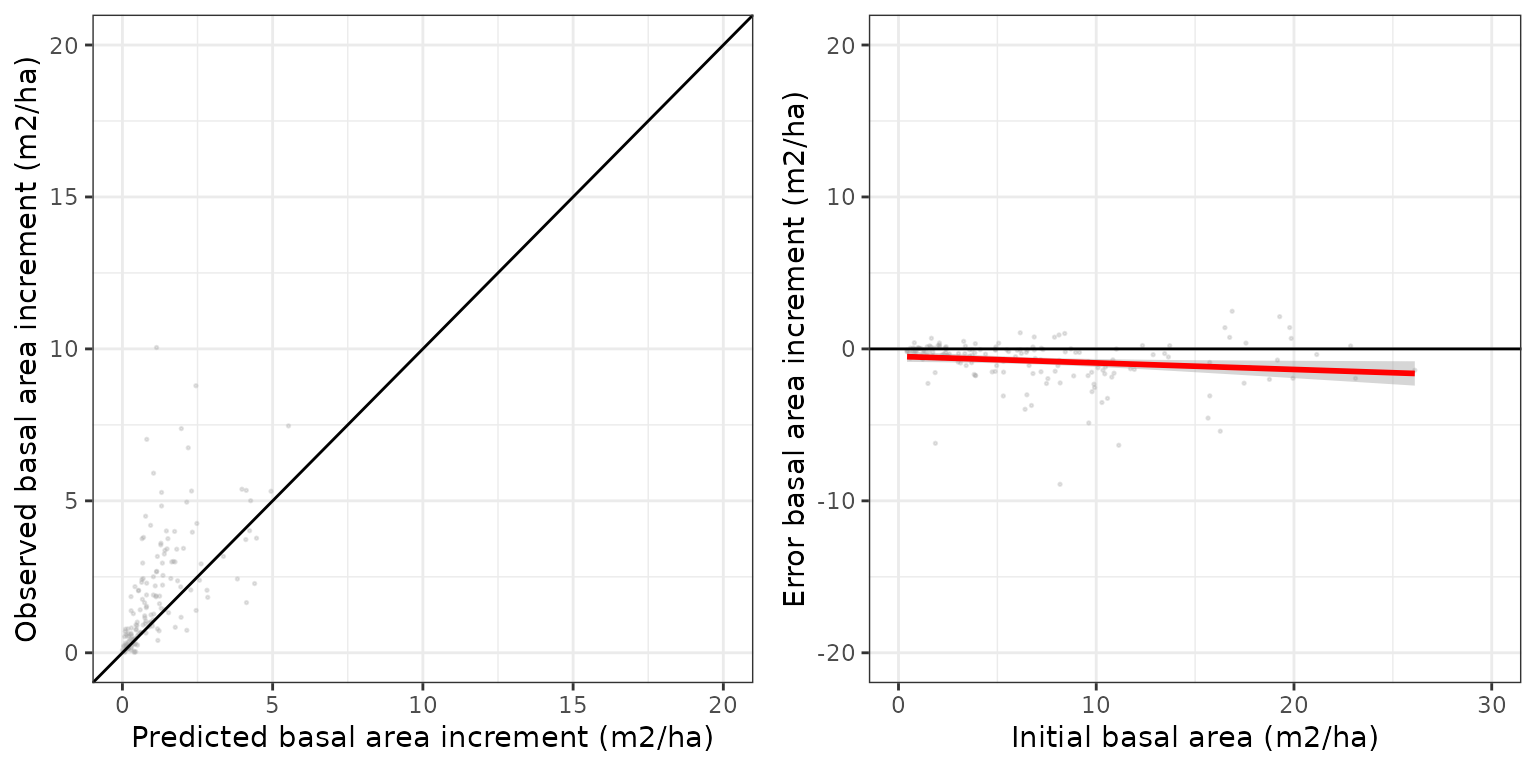 Observed basal area increment (m2/ha)
20
15
10
5
0
0 5 10 15 20
Predicted basal area increment (m2/ha)
Error basal area increment (m2/ha)
20
10
0
-10
-20
0 10 20 30
Initial basal area (m2/ha)